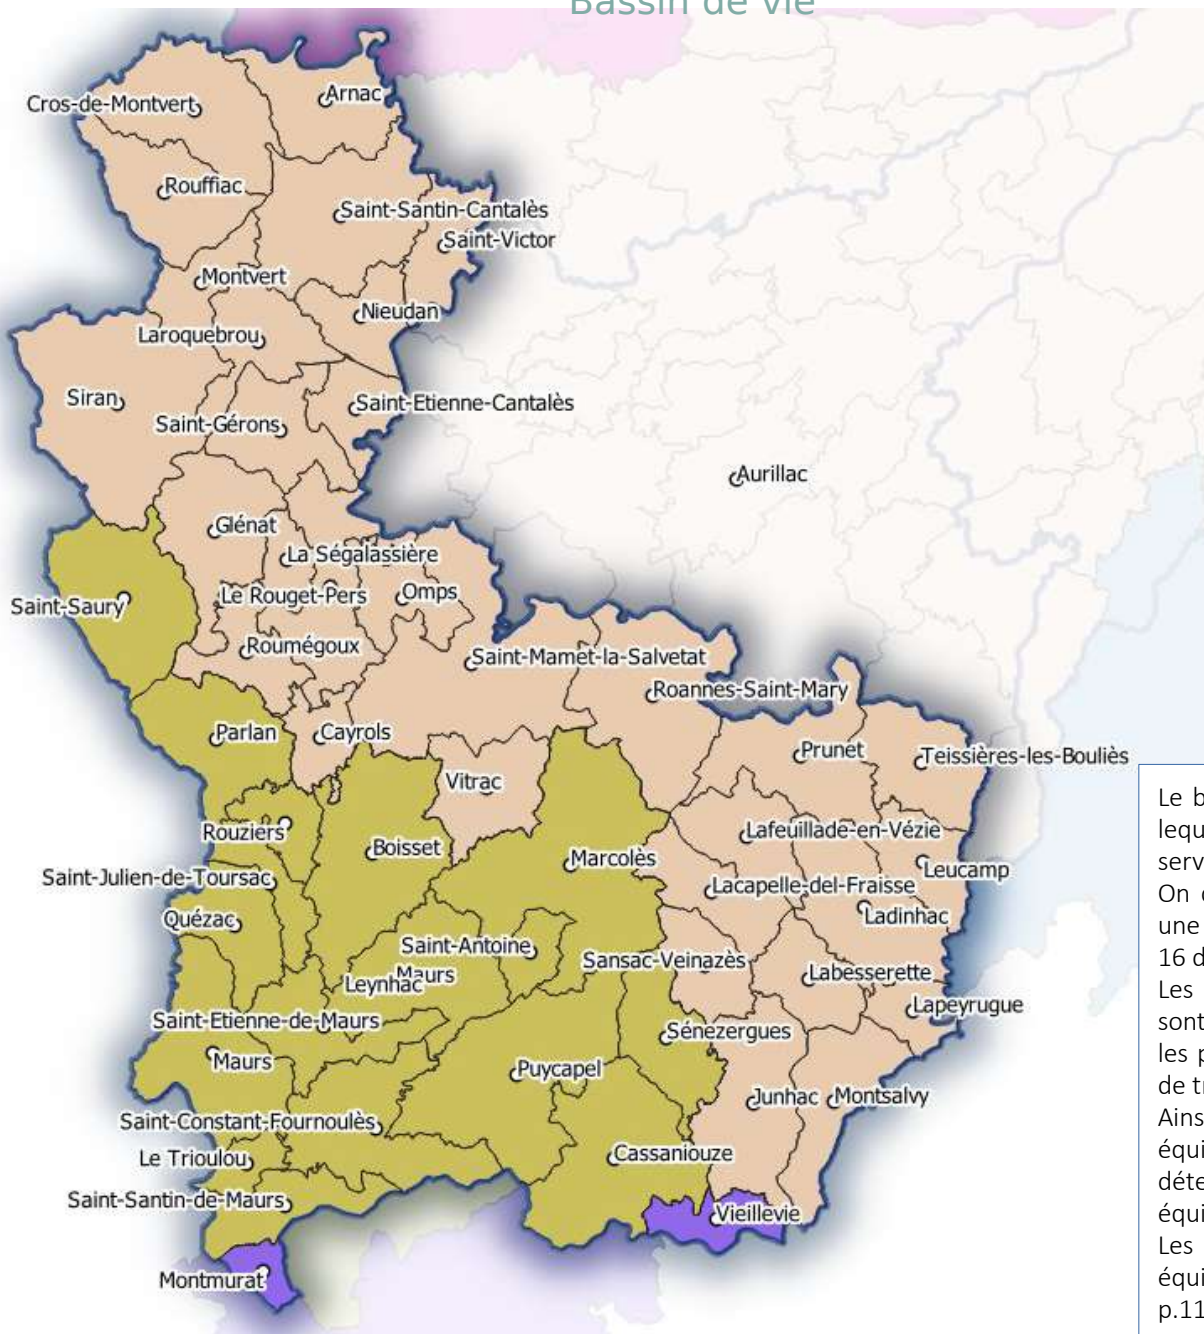 Bassin de vie
Cros-de-Montvert
Arnac
Rouffiac
Saint-Santin-Cantalès
Saint-Victor
Montvert
Nieudan
Laroquebrou
Siran
Saint-Etienne-Cantalès
Saint-Gérons
Aurillac
Glénat
La Ségalassière
Le Rouget-Pers
Omps
Saint-Saury
Roumégoux
Saint-Mamet-la-Salvetat
Roannes-Saint-Mary
Parlan
Cayrols
Prunet
Teissières-les-Bouliès
Vitrac
Rouziers
Boisset
Marcolès
Lafeuillade-en-Vézie
Leucamp
Saint-Julien-de-Toursac
Lacapelle-del-Fraisse
Ladinhac
Quézac
Saint-Antoine
Sansac-Veinazès
Maurs
Leynhac
Labesserette
Lapeyrugue
Saint-Etienne-de-Maurs
Sénezergues
Maurs
Puycapel
Junhac
Montsalvy
Saint-Constant-Fournoulès
Le Trioulou
Cassaniouze
Saint-Santin-de-Maurs
Vieillevie
Montmurat
Le b
lequ
serv
On
une
16 d
Les
sont
les p
de tr
Ains
équi
déte
équi
Les
équi
p.11